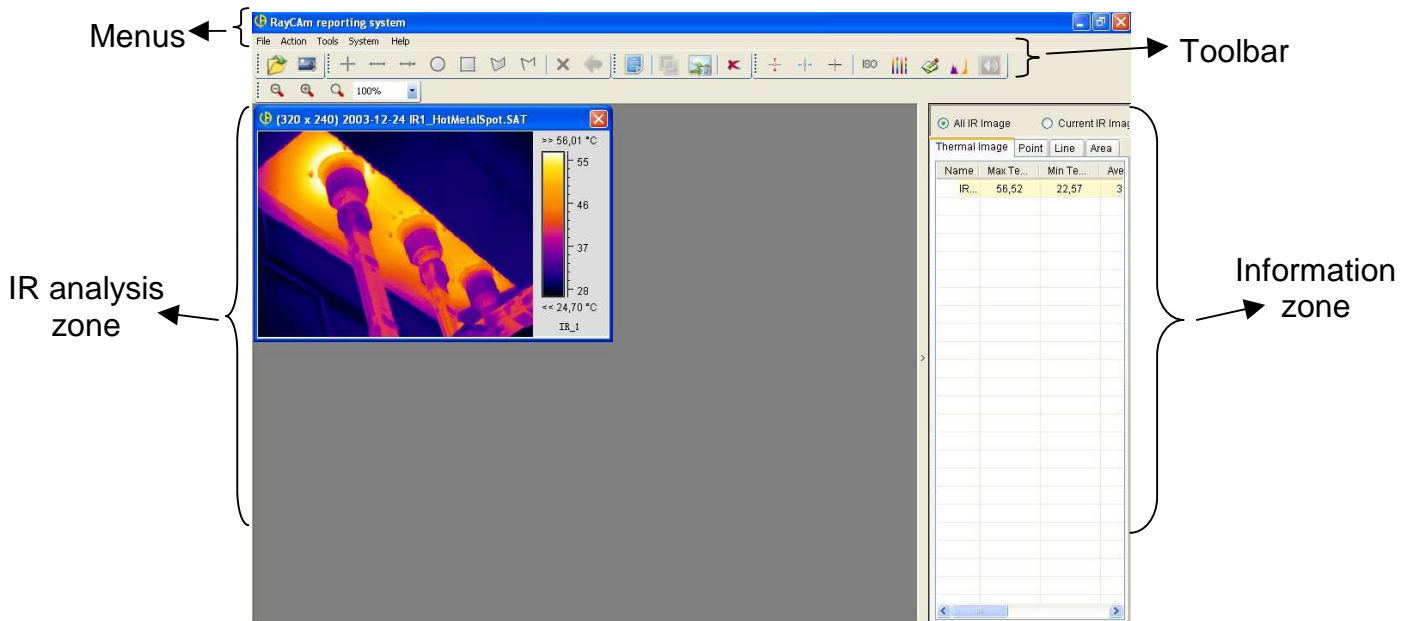 RayCAm reporting system
Menus
File Action Tools System Help
Toolbar
ISO
100%
(320 x 240) 2003-12-24 IR1_HotMetalSpot.SAT
All IR Image Current IR Imag
>> 56,01 °C
Thermal Image Point Line Area
55
Name Max Te... Min Te... Ave
IR... 56,52 22,57 3
46
37
IR analysis
zone
Information
zone
28
<< 24,70 °C
IR_1
>